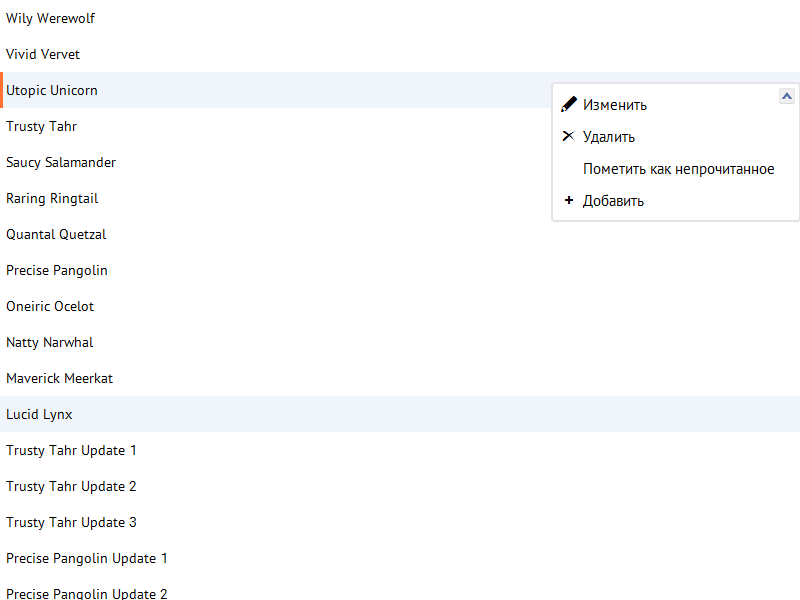 Wily Werewolf
Vivid Vervet
Utopic Unicorn
Изменить
Trusty Tahr
Удалить
Saucy Salamander
Пометить как непрочитанное
Raring Ringtail
Добавить
Quantal Quetzal
Precise Pangolin
Oneiric Ocelot
Natty Narwhal
Maverick Meerkat
Lucid Lynx
Trusty Tahr Update 1
Trusty Tahr Update 2
Trusty Tahr Update 3
Precise Pangolin Update 1
Precise Pangolin Update 2